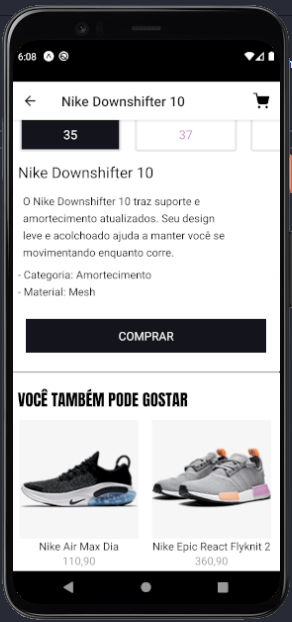 6:08
Nike Downshifter 10
35
37
Nike Downshifter 10
O Nike Downshifter 10 traz suporte e
amortecimento atualizados. Seu design
leve e acolchoado ajuda a manter você se
movimentando enquanto corre.
- Categoria: Amortecimento
- Material: Mesh
COMPRAR
VOCÊ TAMBÉM PODE GOSTAR
Nike Air Max Dia
Nike Epic React Flyknit 2
110,90
360,90